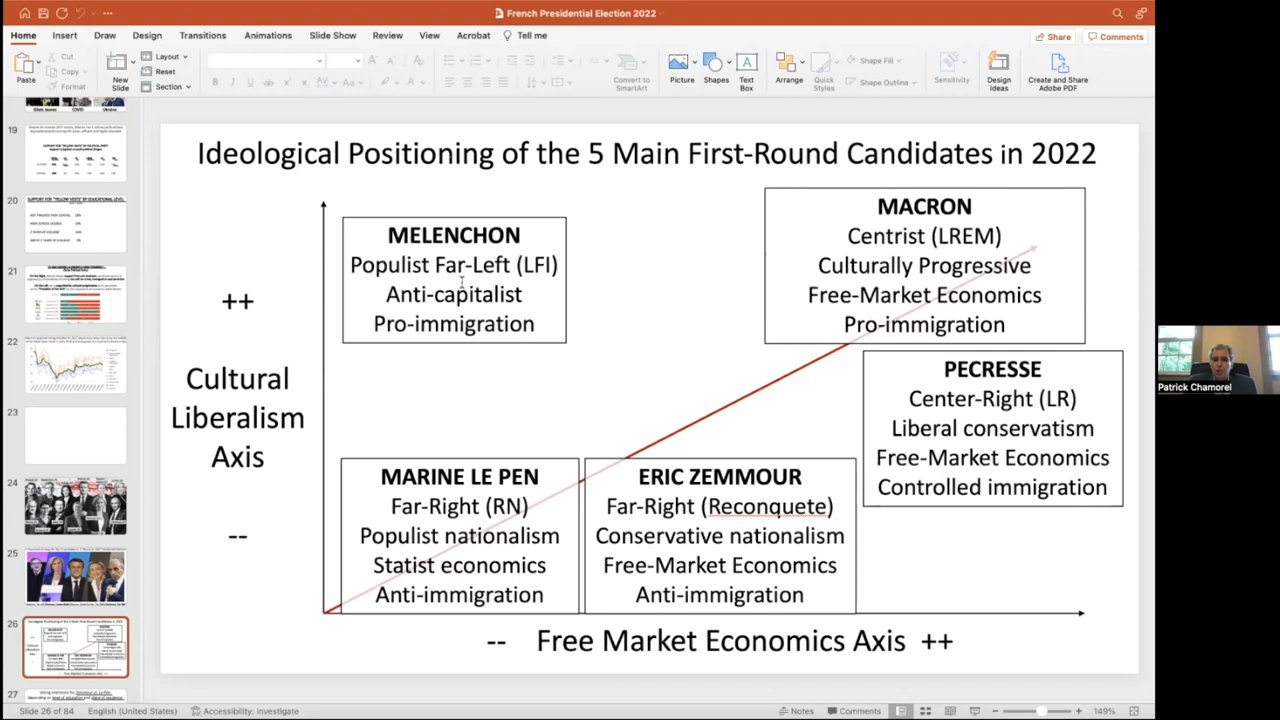 French Presidential Election 2022
Home Insert Draw Design Transitions Animations Slide Show Review View Acrobat Tell me
Share Comments
Paste
Cut
Copy
Format
New Slide
Layout
Reset
Section
Convert to SmartArt
Picture Shapes Text Box
Arrange Quick Styles
Shape Fill
Shape Outline
Sensitivity
Design Ideas
Create and Share Adobe PDF
19
20
21
22
23
24
25
26
27
Ideological Positioning of the 5 Main First-Round Candidates in 2022
MELENCHON
Populist Far-Left (LFI)
Anti-capitalist
Pro-immigration
MACRON
Centrist (LREM)
Culturally Progressive
Free-Market Economics
Pro-immigration
++
Cultural
Liberalism
Axis
--
PECRESSE
Center-Right (LR)
Liberal conservatism
Free-Market Economics
Controlled immigration
MARINE LE PEN
Far-Right (RN)
Populist nationalism
Statist economics
Anti-immigration
ERIC ZEMMOUR
Far-Right (Reconquete)
Conservative nationalism
Free-Market Economics
Anti-immigration
-- Free Market Economics Axis ++
Patrick Chamorel
Slide 26 of 84 English (United States) Accessibility: Investigate
Notes Comments 149%